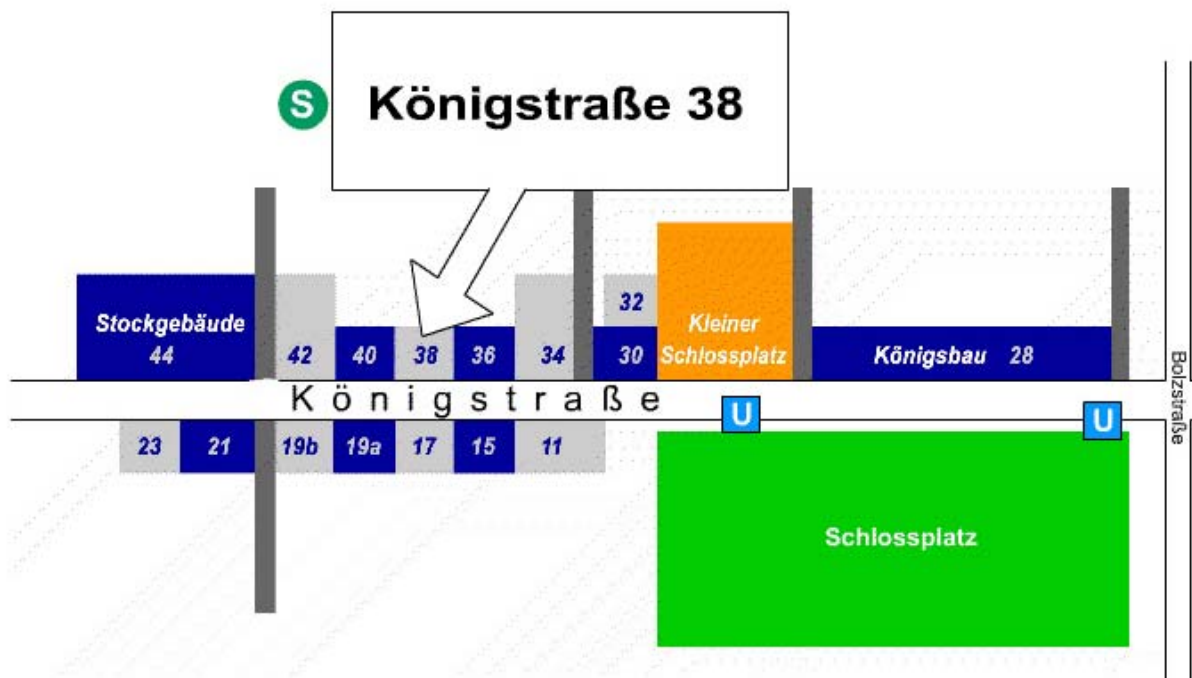 S
Königstraße 38
32
Stockgebäude
44
42
40
38
36
34
30
Kleiner
Schlossplatz
Königsbau 28
Königstraße
U
U
Bolzstraße
23
21
19b
19a
17
15
11
Schlossplatz